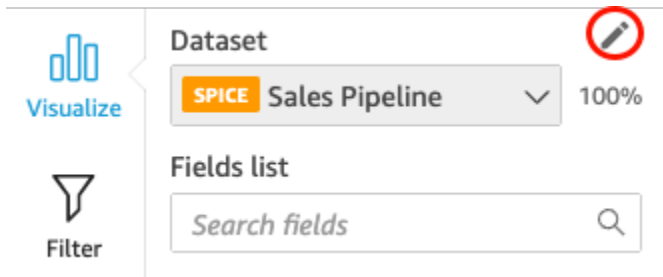 Dataset
SPICE Sales Pipeline 100%
Visualize
Fields list
Search fields
Filter